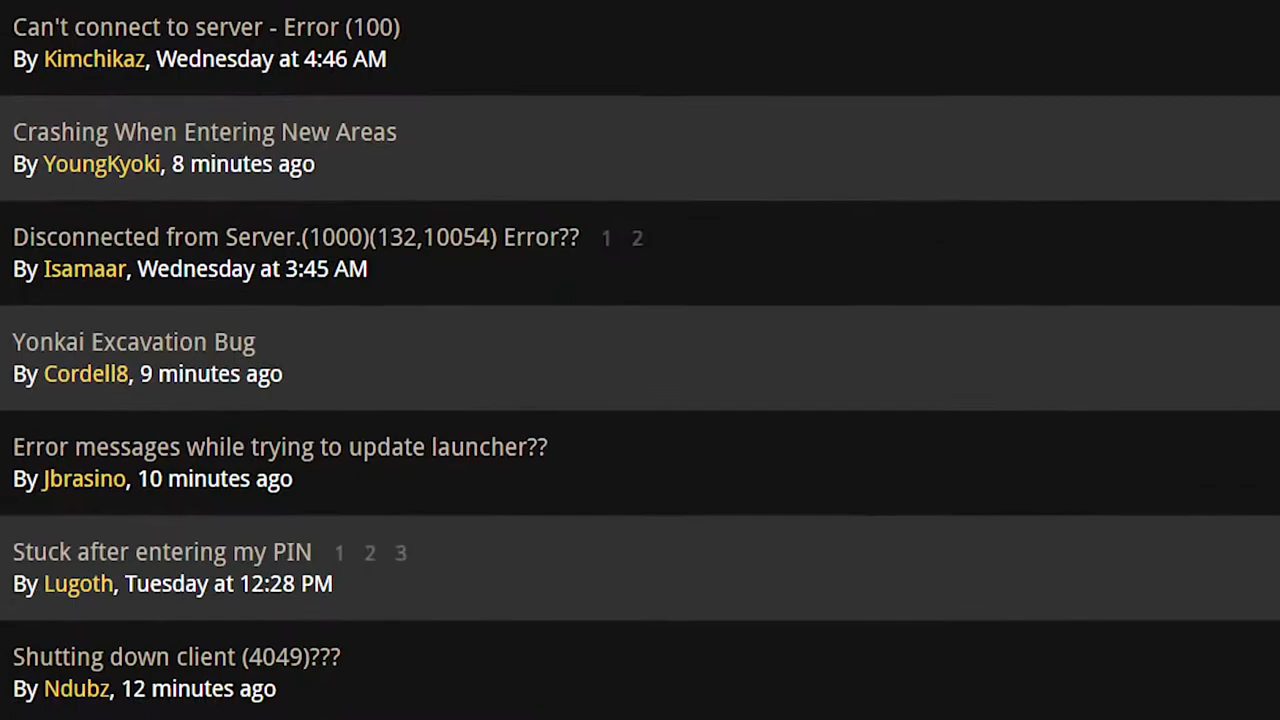 Can't connect to server - Error (100)
By Kimchikaz, Wednesday at 4:46 AM
Crashing When Entering New Areas
By YoungKyoki, 8 minutes ago
Disconnected from Server.(1000)(132,10054) Error?? 1 2
By Isamaar, Wednesday at 3:45 AM
Yonkai Excavation Bug
By Cordell8, 9 minutes ago
Error messages while trying to update launcher??
By Jbrasino, 10 minutes ago
Stuck after entering my PIN 1 2 3
By Lugoth, Tuesday at 12:28 PM
Shutting down client (4049)???
By Ndubz, 12 minutes ago